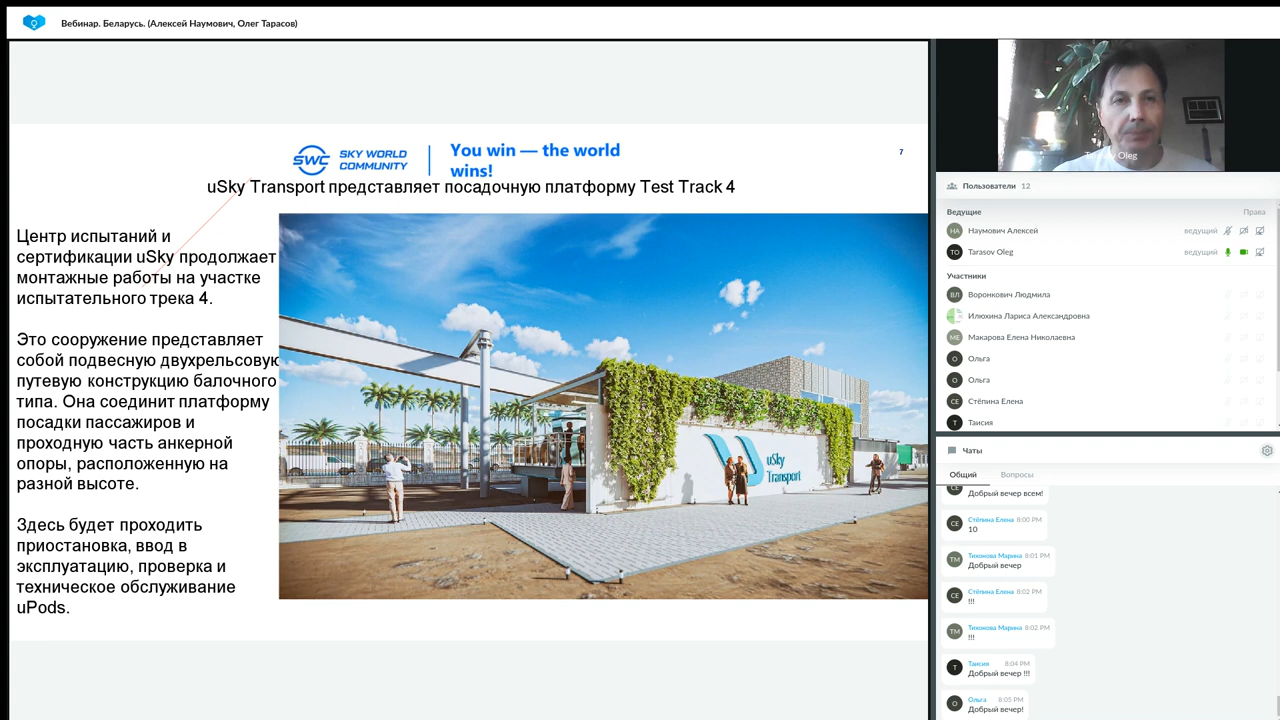 Вебинар. Беларусь. (Алексей Наумович, Олег Тарасов)
SWC
SKY WORLD
COMMUNITY
You win — the world
wins!
7
uSky Transport представляет посадочную платформу Test Track 4
Центр испытаний и
сертификации uSky продолжает
монтажные работы на участке
испытательного трека 4.
Это сооружение представляет
собой подвесную двухрельсовую
путевую конструкцию балочного
типа. Она соединит платформу
посадки пассажиров и
проходную часть анкерной
опоры, расположенную на
разной высоте.
Здесь будет проходить
приостановка, ввод в
эксплуатацию, проверка и
техническое обслуживание
uPods.
uSky
Transport
Oleg
Пользователи 12
Ведущие Права
НА Наумович Алексей ведущий
TO Tarasov Oleg ведущий
Участники
ВЛ Воронкович Людмила
Илюхина Лариса Александровна
МЕ Макарова Елена Николаевна
О Ольга
О Ольга
СЕ Стёпина Елена
Т Таисия
Чаты
Общий Вопросы
СЕ Добрый вечер всем!
Стёпина Елена 8:00 PM
СЕ 10
Тихонова Марина 8:01 PM
ТМ Добрый вечер
Стёпина Елена 8:02 PM
СЕ !!!
Тихонова Марина 8:02 PM
ТМ !!!
Таисия 8:04 PM
Т Добрый вечер !!!
Ольга 8:05 PM
О Добрый вечер!